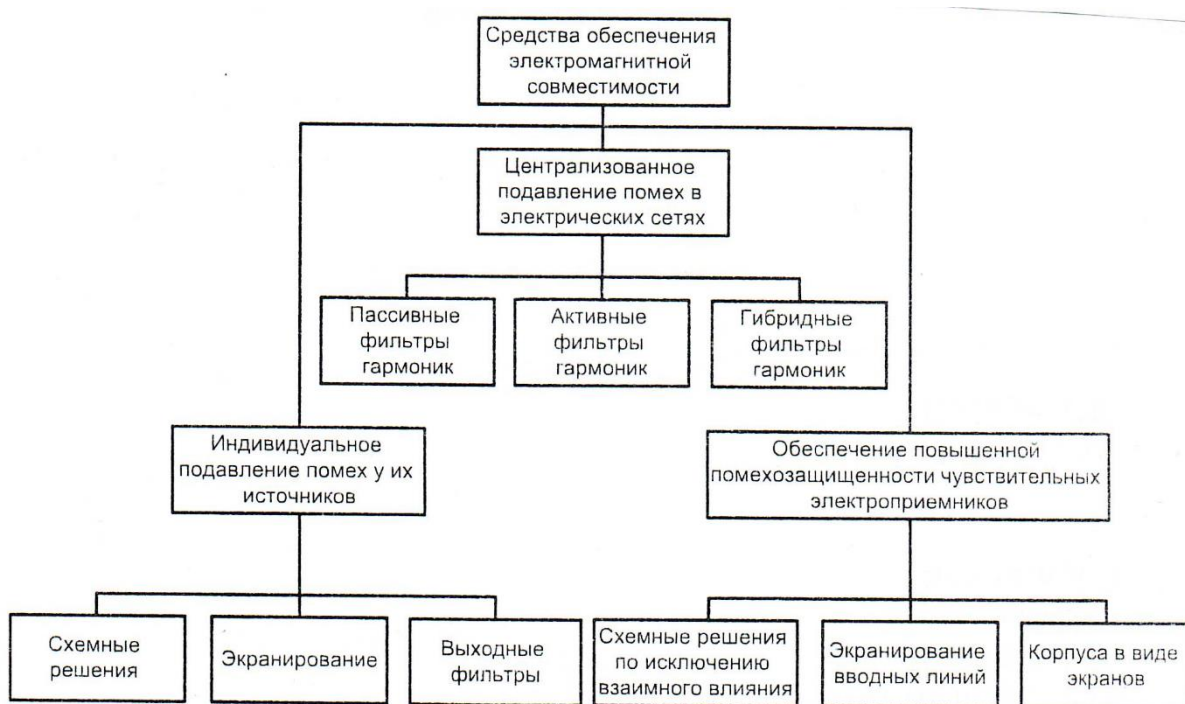 Средства обеспечения
электромагнитной
совместимости
Централизованное
подавление помех в
электрических сетях
Пассивные
фильтры
гармоник
Активные
фильтры
гармоник
Гибридные
фильтры
гармоник
Индивидуальное
подавление помех у их
источников
Обеспечение повышенной
помехозащищенности чувствительных
электроприемников
Схемные
решения
Экранирование
Выходные
фильтры
Схемные решения
по исключению
взаимного влияния
Экранирование
вводных линий
Корпуса в виде
экранов